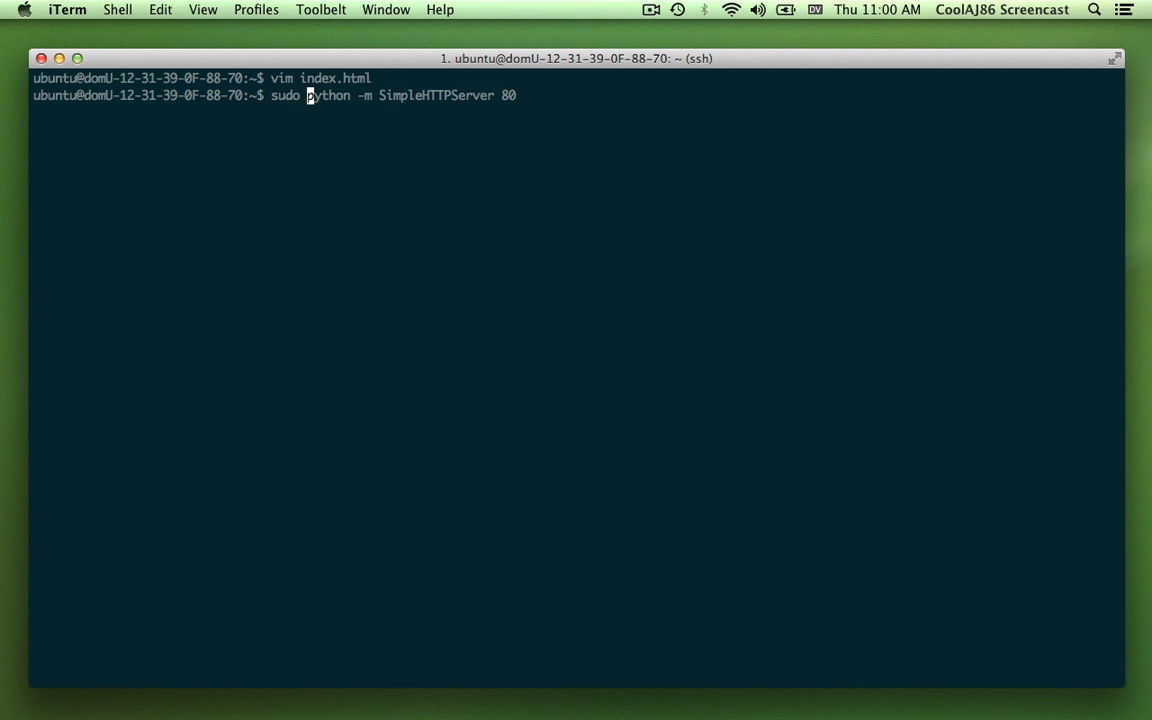 iTerm Shell Edit View Profiles Toolbelt Window Help DV Thu 11:00 AM CoolAJ86 Screencast
1. ubuntu@domU-12-31-39-0F-88-70: ~ (ssh)
ubuntu@domU-12-31-39-0F-88-70:~$ vim index.html
ubuntu@domU-12-31-39-0F-88-70:~$ sudo python -m SimpleHTTPServer 80